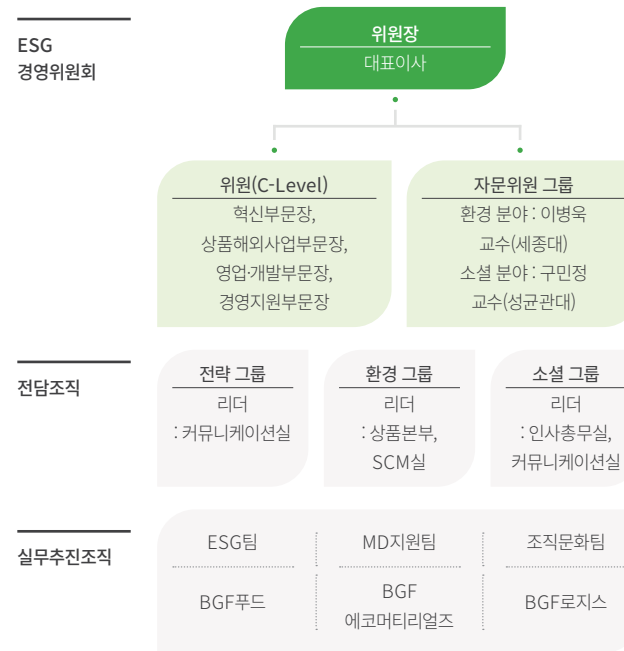 ESG
경영위원회
위원장
대표이사
위원(C-Level)
혁신부문장,
상품해외사업부문장,
영업·개발부문장,
경영지원부문장
자문위원 그룹
환경 분야 : 이병욱
교수(세종대)
소셜 분야 : 구민정
교수(성균관대)
전담조직
전략 그룹
리더
: 커뮤니케이션실
환경 그룹
리더
: 상품본부,
SCM실
소셜 그룹
리더
: 인사총무실,
커뮤니케이션실
실무추진조직
ESG팀
MD지원팀
조직문화팀
BGF푸드
BGF
에코머티리얼즈
BGF로지스